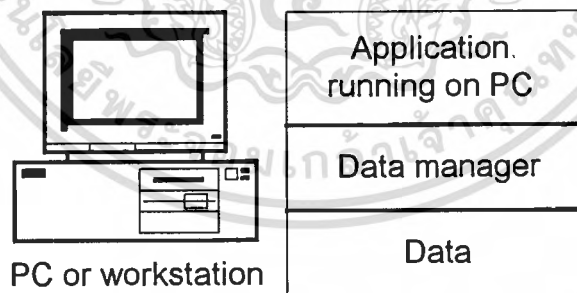 Application
running on PC
Data manager
Data
PC or workstation